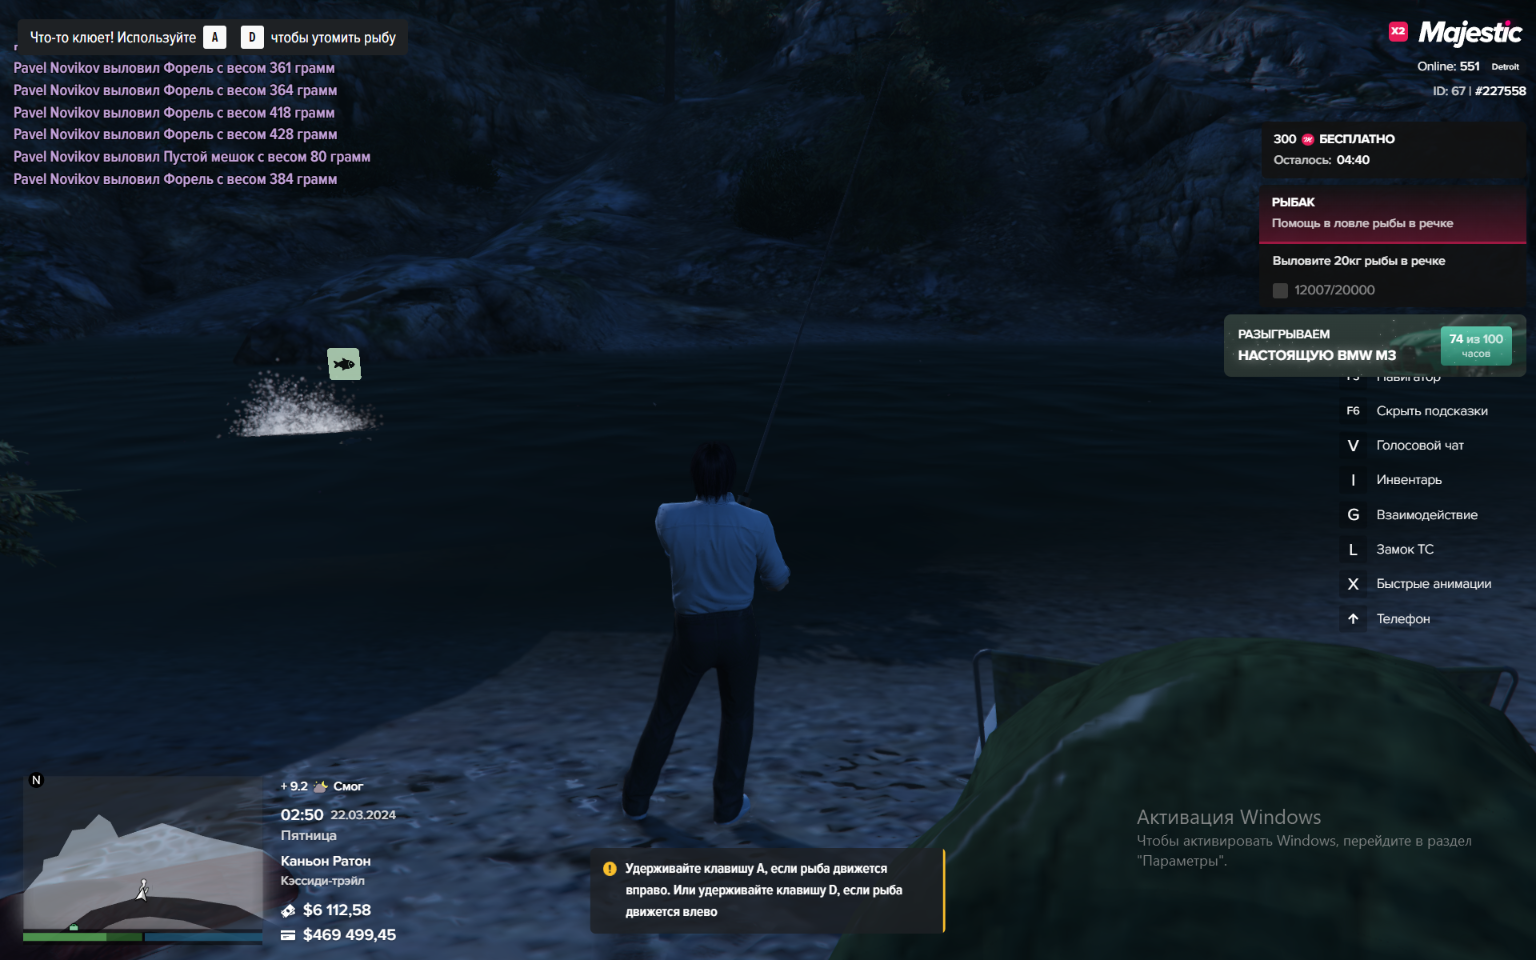 Что-то клюет! Используйте A D чтобы утомить рыбу
Pavel Novikov выловил Форель с весом 361 грамм
Pavel Novikov выловил Форель с весом 364 грамм
Pavel Novikov выловил Форель с весом 418 грамм
Pavel Novikov выловил Форель с весом 428 грамм
Pavel Novikov выловил Пустой мешок с весом 80 грамм
Pavel Novikov выловил Форель с весом 384 грамм
X2 Majestic
Online: 551 Detroit
ID: 67 | #227558
300 БЕСПЛАТНО
Осталось: 04:40
РЫБАК
Помощь в ловле рыбы в речке
Выловите 20кг рыбы в речке
12007/20000
РАЗЫГРЫВАЕМ
НАСТОЯЩУЮ BMW M3
74 из 100
часов
Навигатор
F6 Скрыть подсказки
V Голосовой чат
I Инвентарь
G Взаимодействие
L Замок ТС
X Быстрые анимации
Телефон
N
+ 9.2 Смог
02:50 22.03.2024
Пятница
Каньон Ратон
Кэссиди-трэйл
$6 112,58
$469 499,45
Удерживайте клавишу A, если рыба движется
вправо. Или удерживайте клавишу D, если рыба
движется влево
Активация Windows
Чтобы активировать Windows, перейдите в раздел
"Параметры".